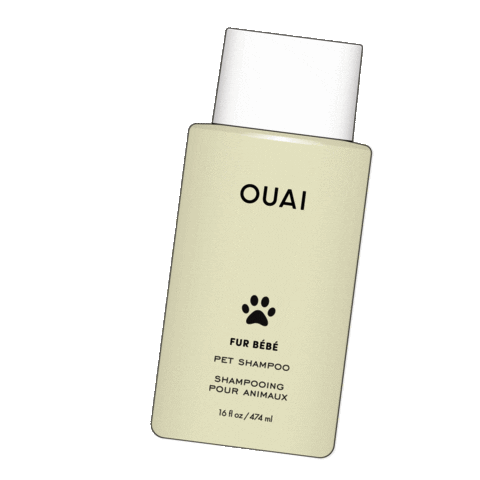 OUAI
FUR BÉBÉ
PET SHAMPOO
SHAMPOOING
POUR ANIMAUX
16 fl oz / 474 ml